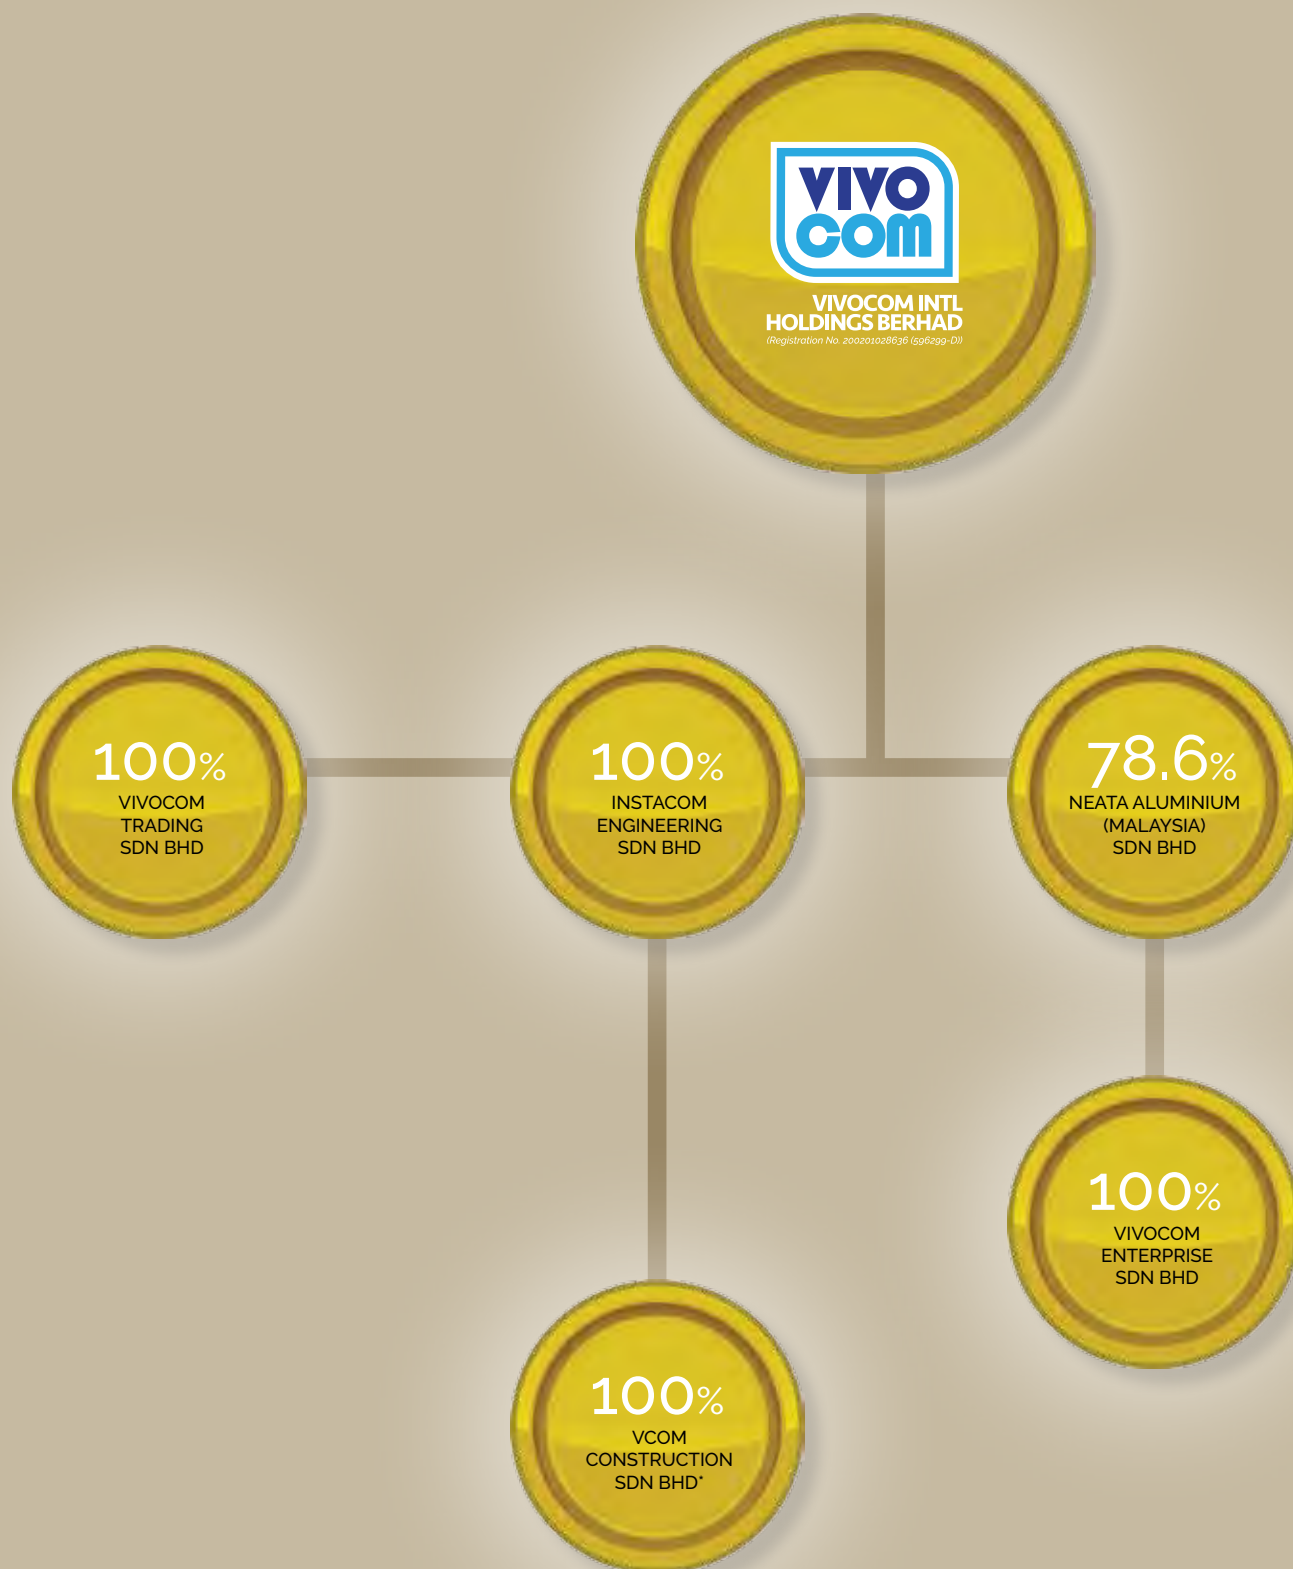 VIVO
COM
VIVOCOM INTL
HOLDINGS BERHAD
(Registration No. 200201028636 (596299-D))
100%
VIVOCOM
TRADING
SDN BHD
100%
INSTACOM
ENGINEERING
SDN BHD
78.6%
NEATA ALUMINIUM
(MALAYSIA)
SDN BHD
100%
VIVOCOM
ENTERPRISE
SDN BHD
100%
VCOM
CONSTRUCTION
SDN BHD*